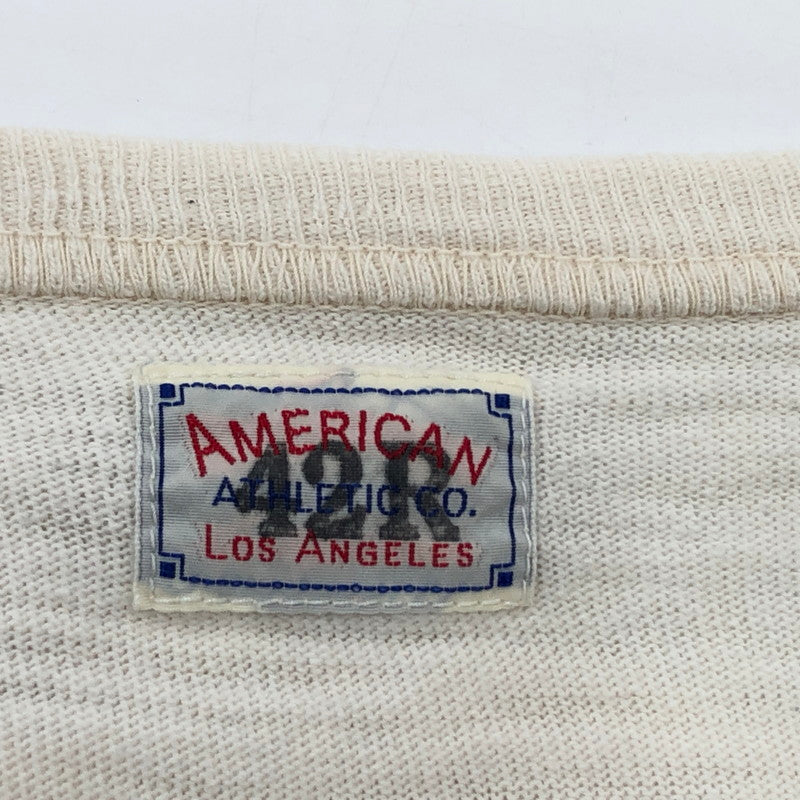 AMERICAN
42R
ATHLETIC CO.
LOS ANGELES